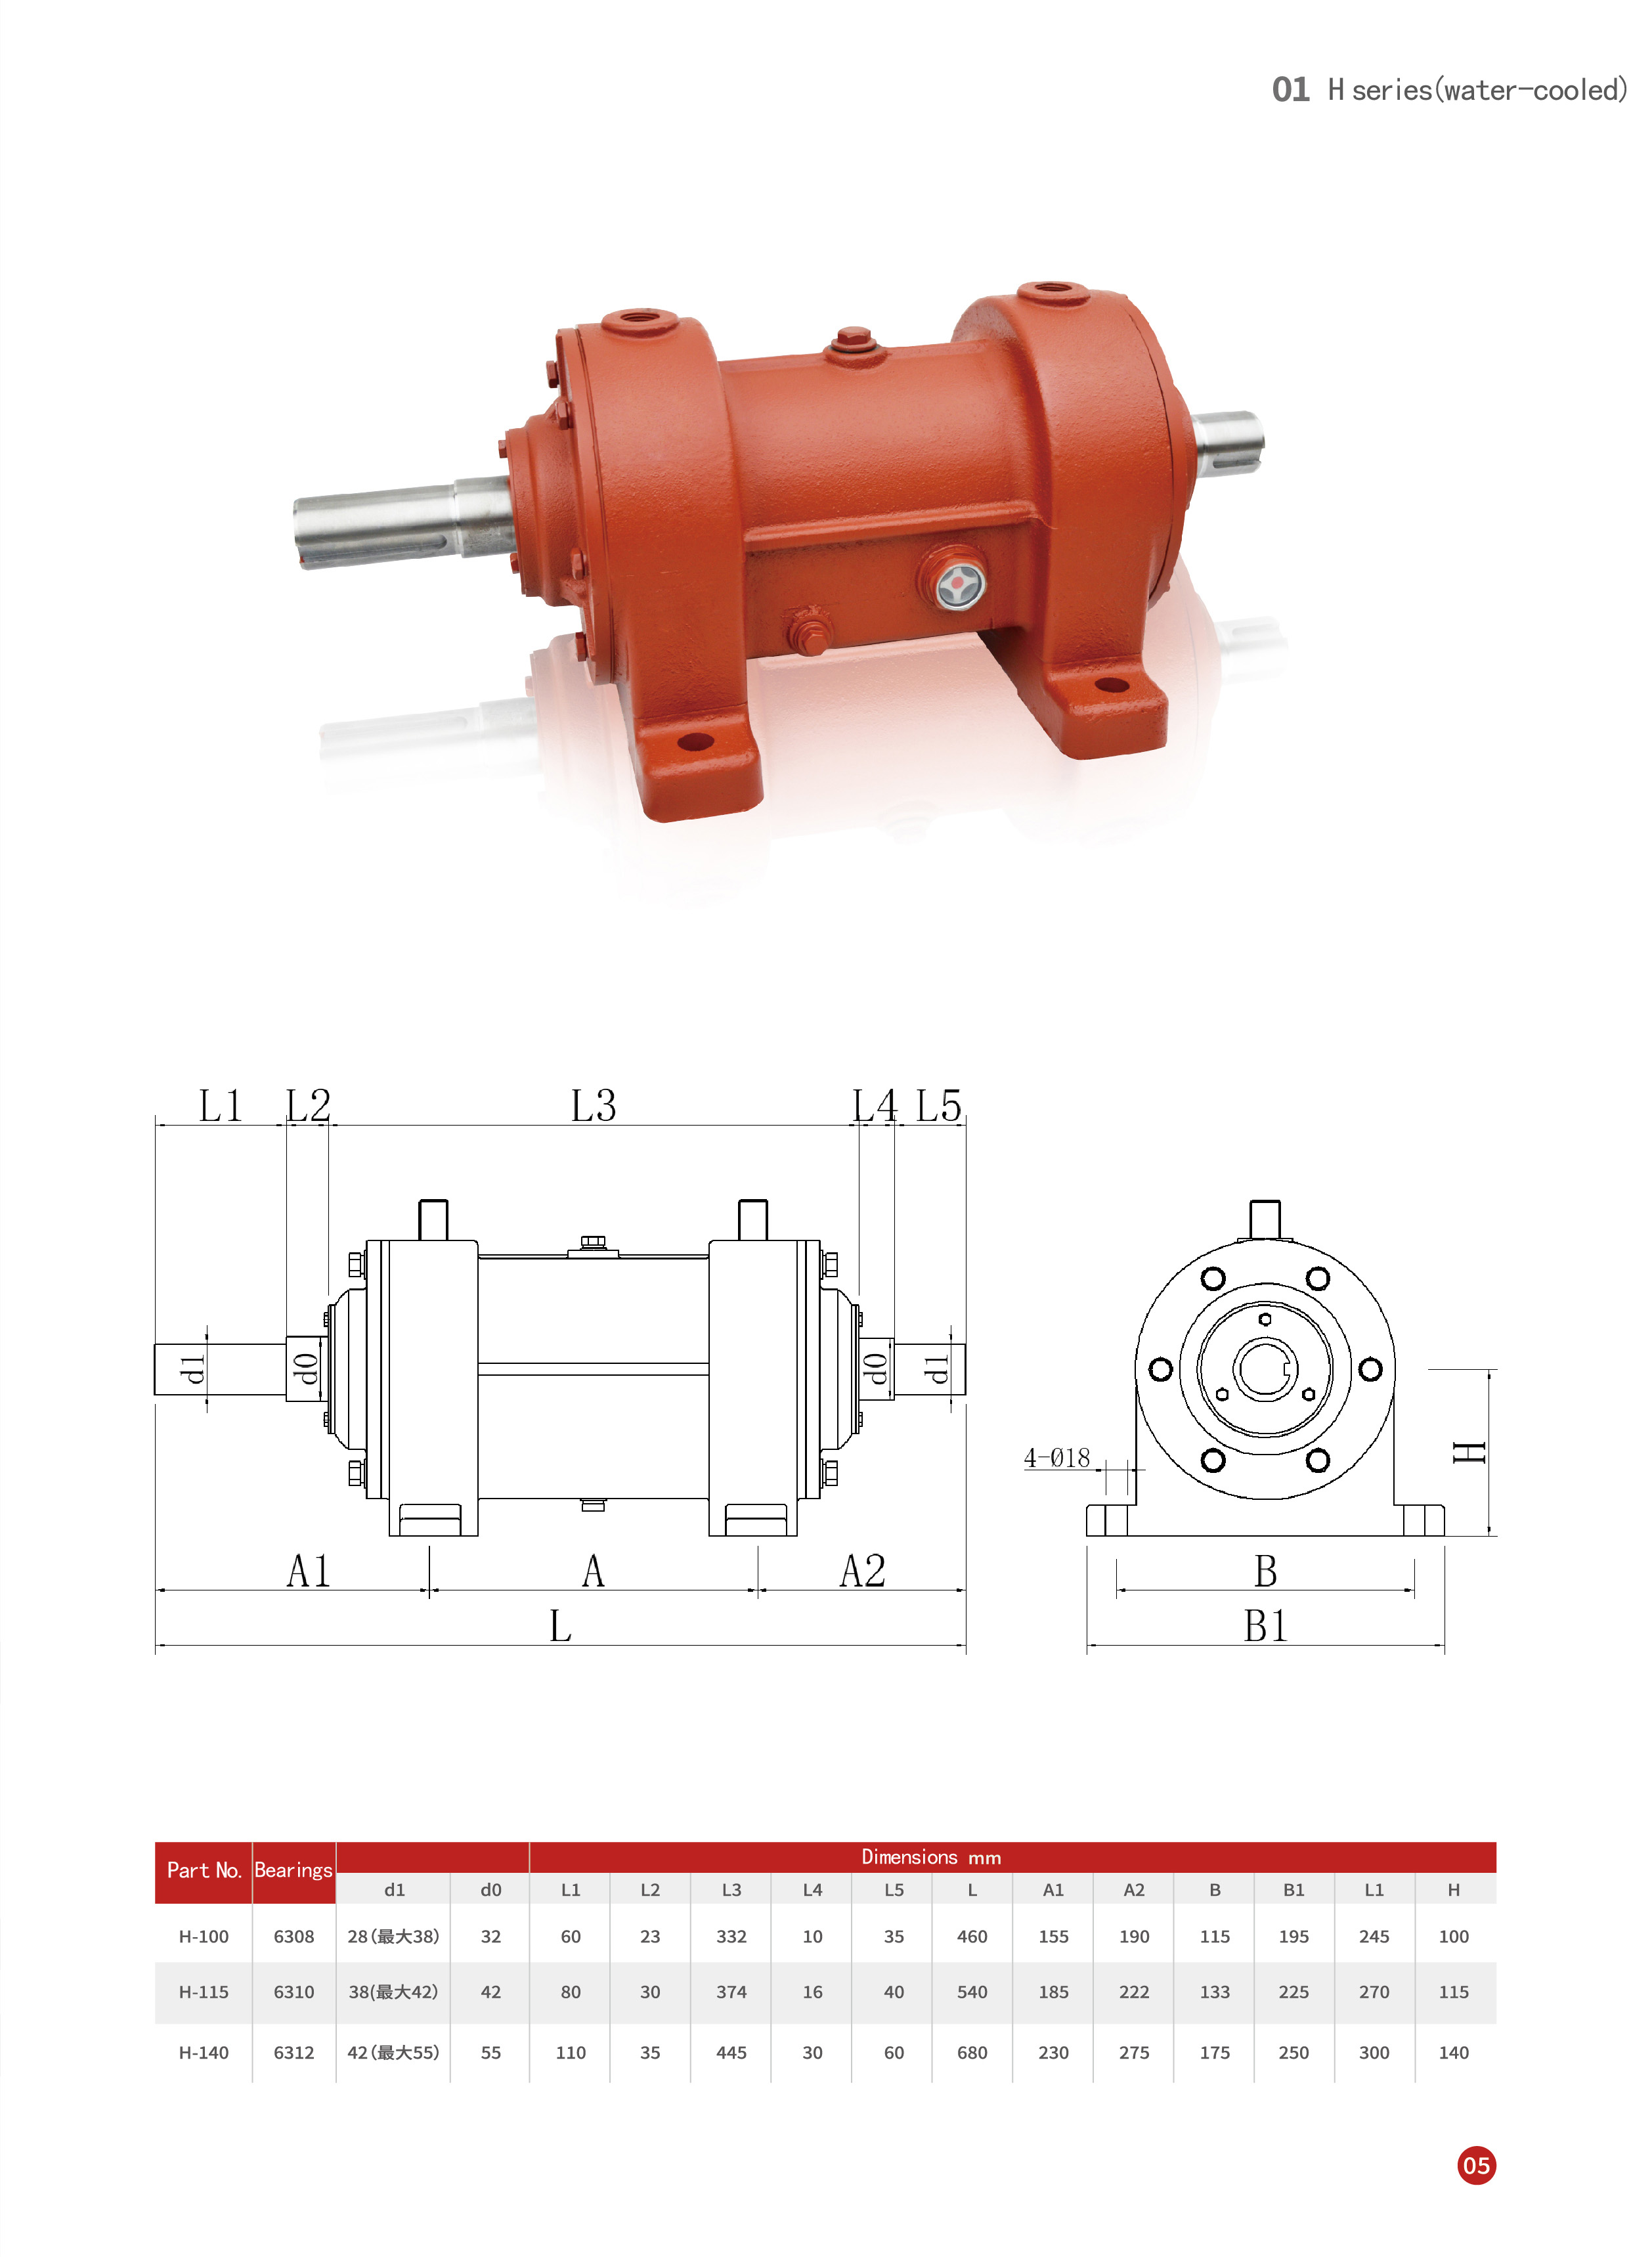 01 H series(water-cooled)
L1 L2 L3 L4 L5
d1 d0 d0 d1
4-Ø18
H
A1 A A2 B
L B1
Part No. Bearings Dimensions mm
d1 d0 L1 L2 L3 L4 L5 L A1 A2 B B1 L1 H
H-100 6308 28(最大38) 32 60 23 332 10 35 460 155 190 115 195 245 100
H-115 6310 38(最大42) 42 80 30 374 16 40 540 185 222 133 225 270 115
H-140 6312 42(最大55) 55 110 35 445 30 60 680 230 275 175 250 300 140
05